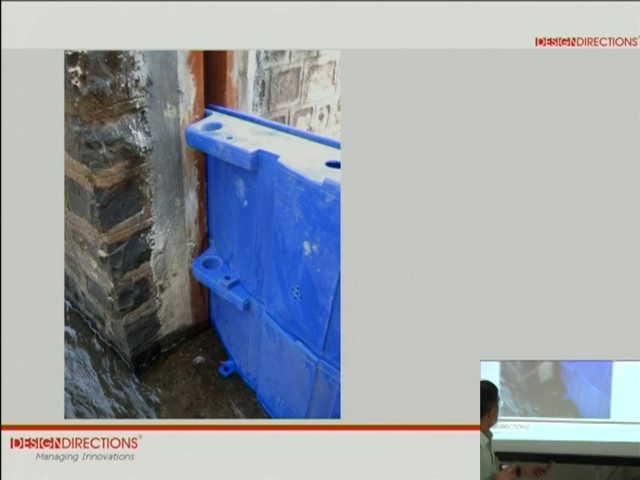 DESIGNDIRECTIONS
DESIGNDIRECTIONS®
Managing Innovations